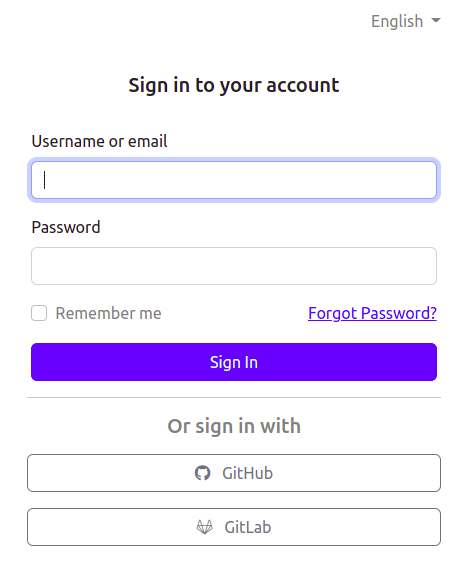 English
Sign in to your account
Username or email
Password
Remember me Forgot Password?
Sign In
Or sign in with
GitHub
GitLab